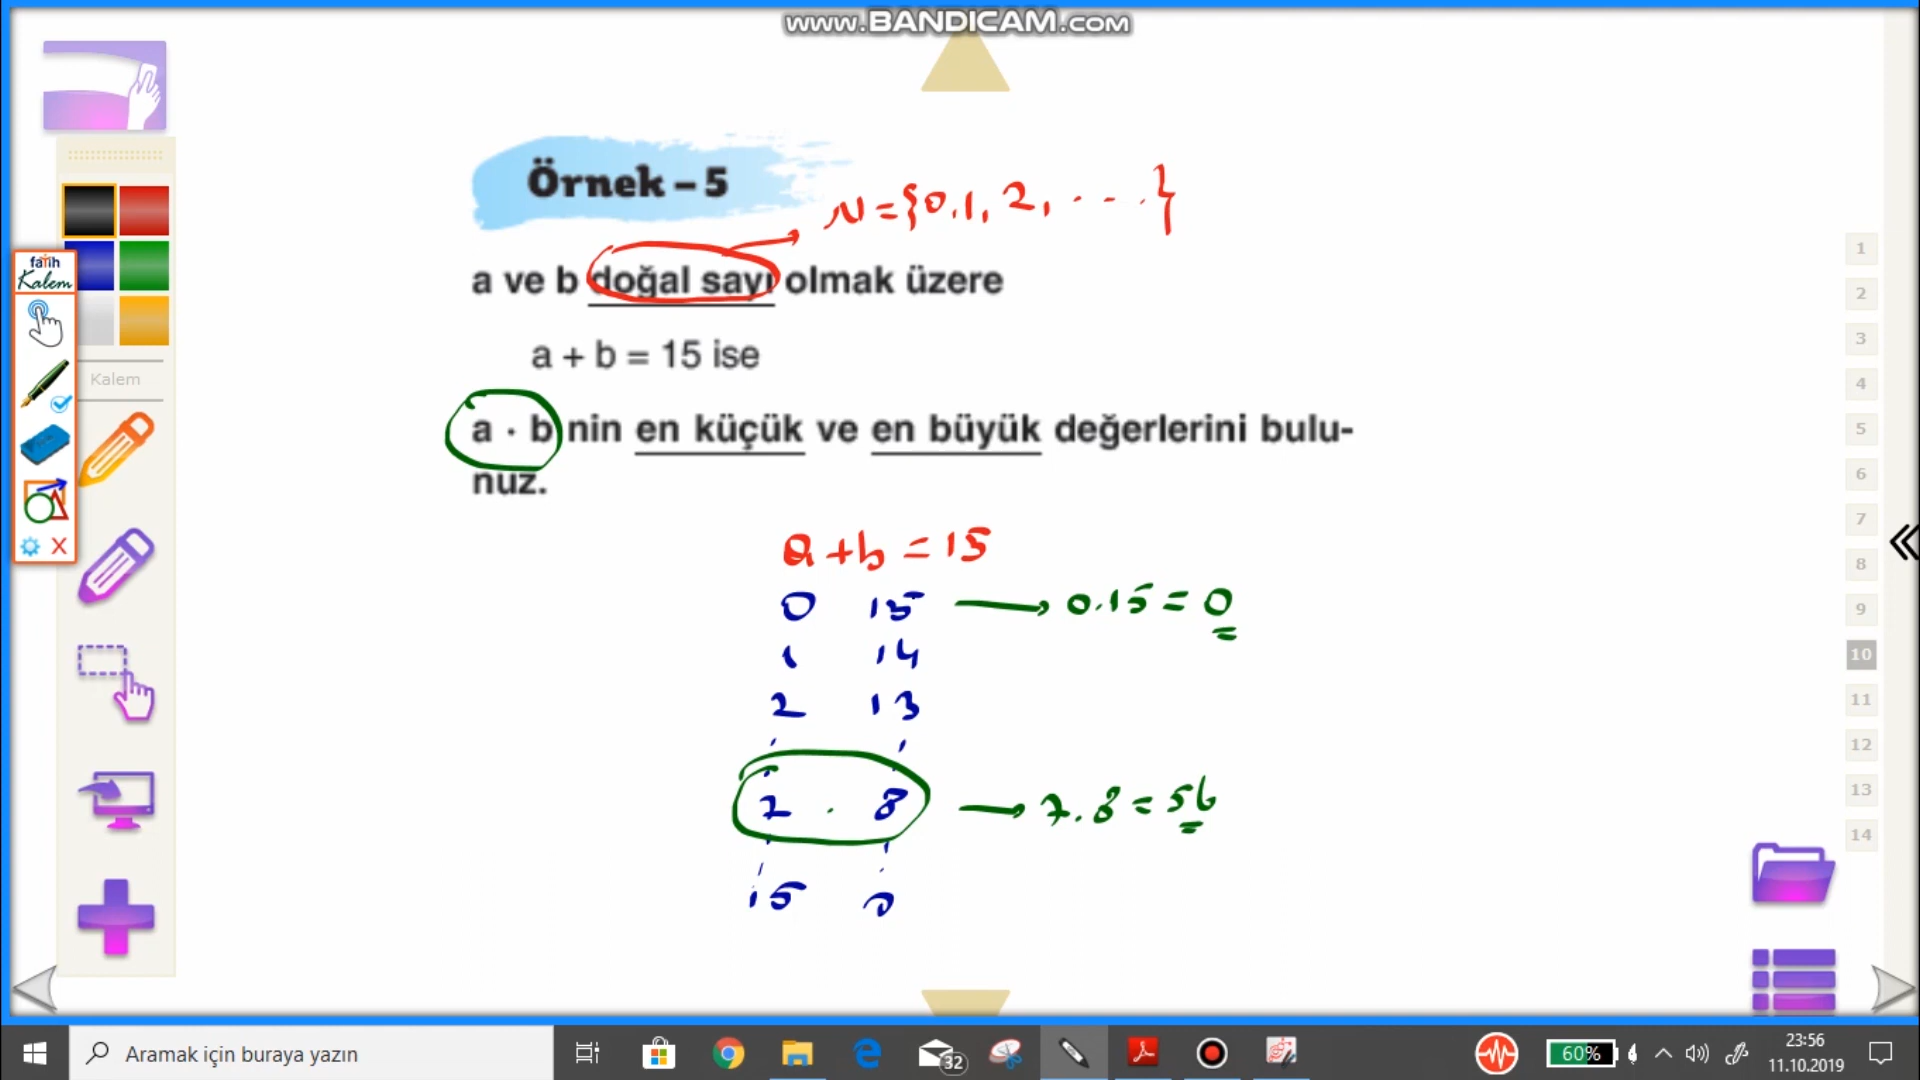 www.BANDICAM.com
Örnek – 5
N = {0, 1, 2, ....}
a ve b doğal sayı olmak üzere
a + b = 15 ise
a · b nin en küçük ve en büyük değerlerini bulu-
nuz.
a + b = 15
0 15 → 0.15 = 0
1 14
2 13
7 . 8 → 7.8 = 56
15 0
fatih
Kalem
Kalem
1
2
3
4
5
6
7
8
9
10
11
12
13
14
Aramak için buraya yazın
32
60%
23:56
11.10.2019